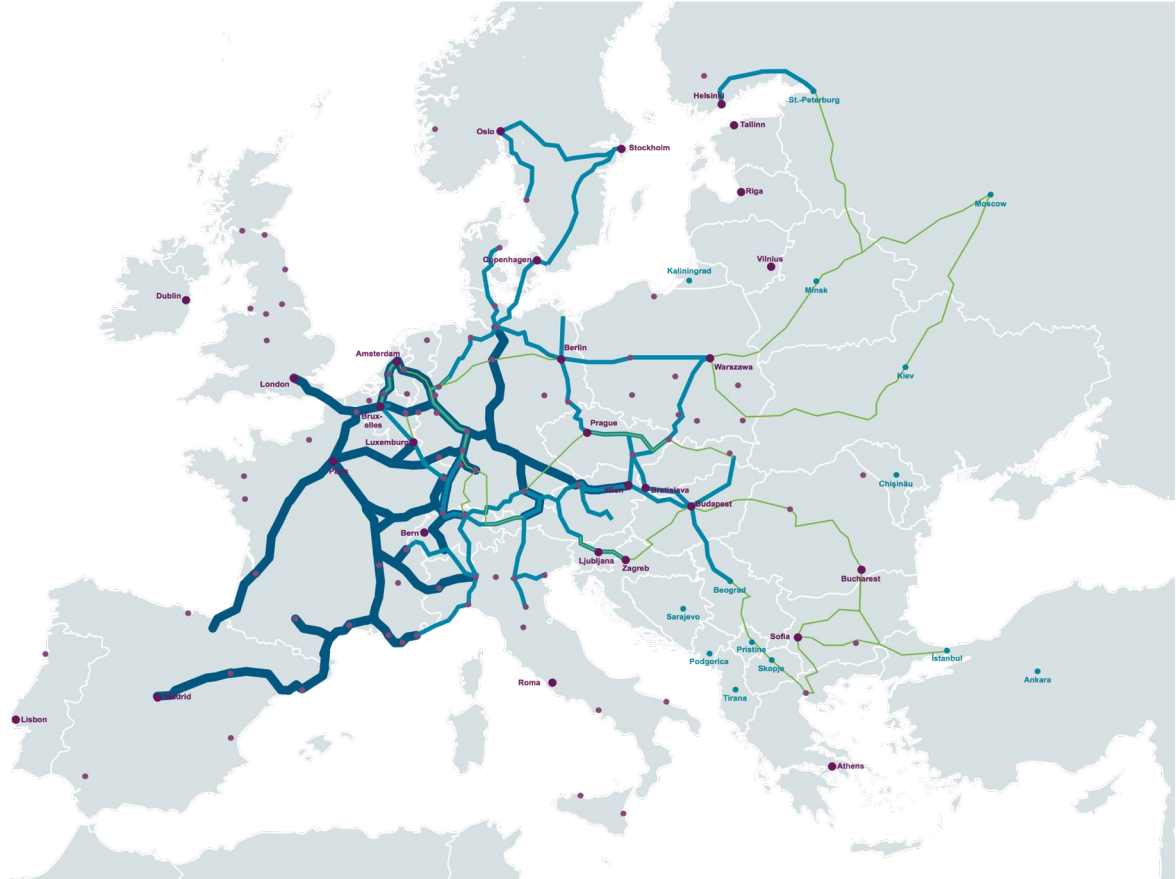 Helsinki
St.-Peterburg
Tallinn
Oslo
Stockholm
Riga
Moscow
Copenhagen
Vilnius
Kaliningrad
Minsk
Dublin
Amsterdam
Berlin
Warszawa
London
Kiev
Brux-
elles
Prague
Luxemburg
Paris
Chişinău
Wien
Bratislava
Budapest
Bern
Ljubljana
Zagreb
Bucharest
Beograd
Sarajevo
Sofia
Pristina
İstanbul
Podgorica
Skopje
Ankara
Roma
Tirana
Madrid
Lisbon
Athens